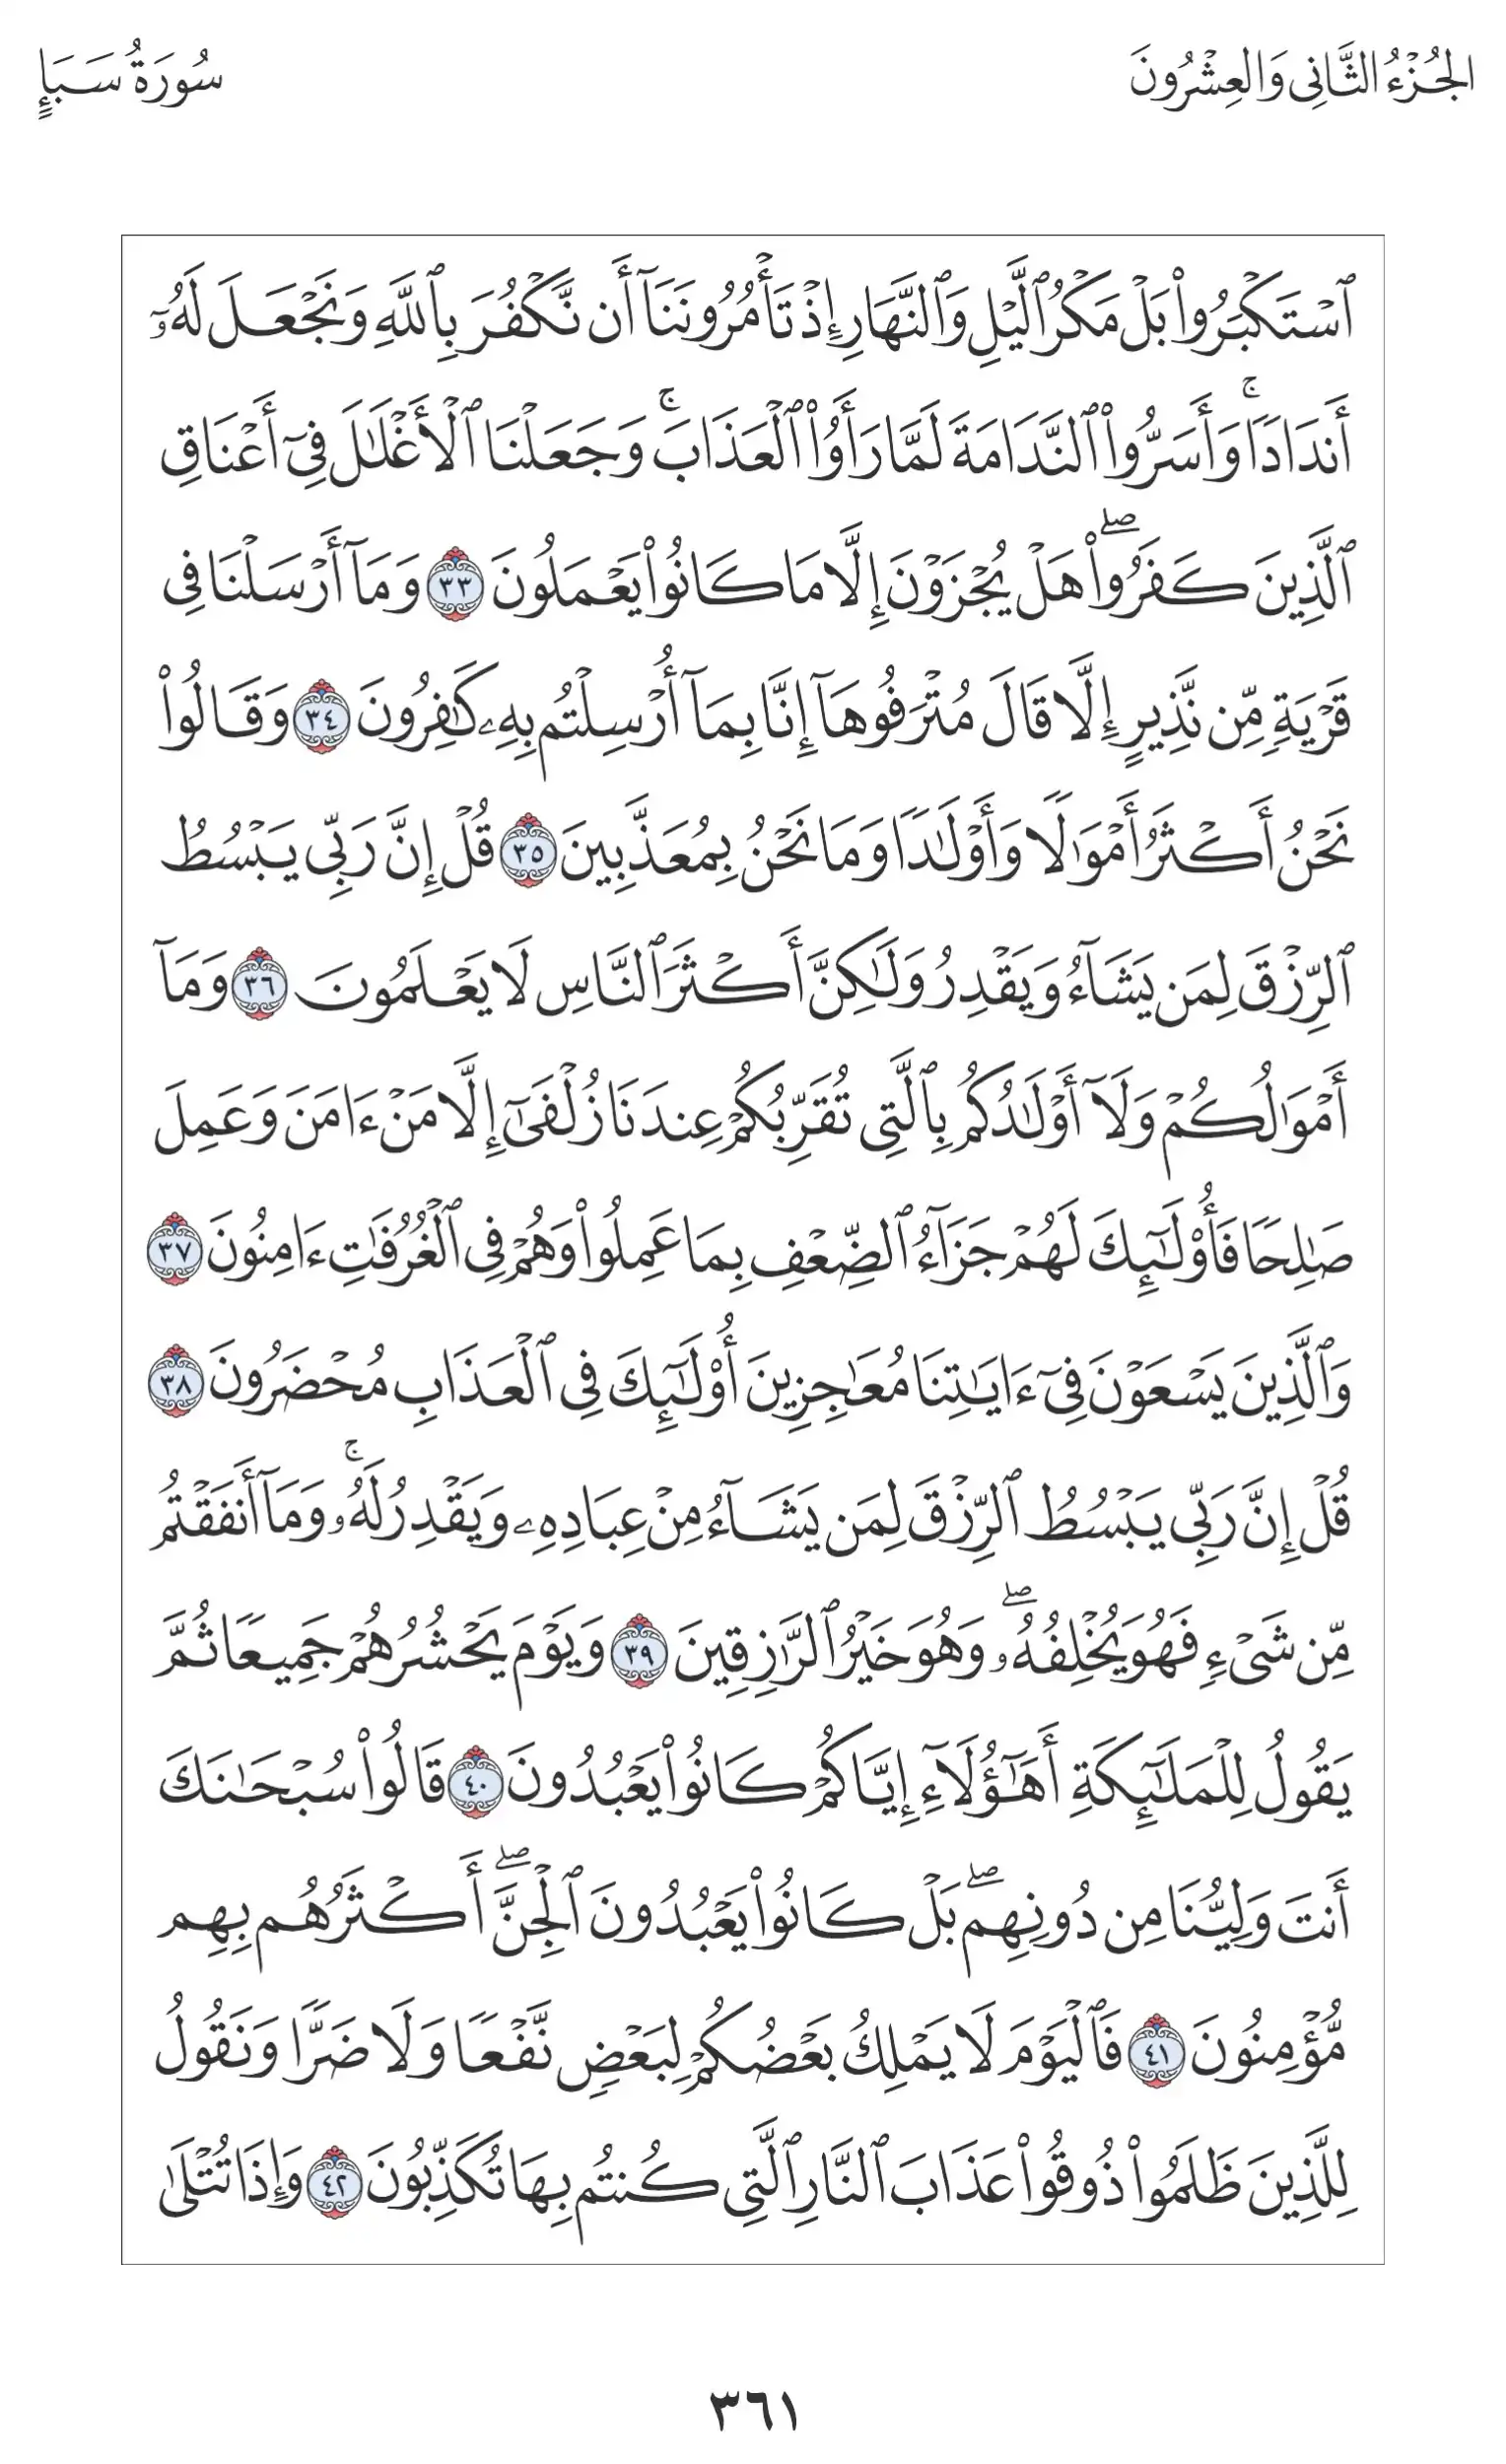 الجُزْءُ الثَّانِي وَالعِشْرُونَ
سُورَةُ سَبَإٍ
ٱسْتَكْبَرُوا۟ بَلْ مَكْرُ ٱلَّيْلِ وَٱلنَّهَارِ إِذْ تَأْمُرُونَنَآ أَن نَّكْفُرَ بِٱللَّهِ وَنَجْعَلَ لَهُۥٓ
أَندَادًا ۚ وَأَسَرُّوا۟ ٱلنَّدَامَةَ لَمَّا رَأَوُا۟ ٱلْعَذَابَ ۚ وَجَعَلْنَا ٱلْأَغْلَـٰلَ فِىٓ أَعْنَاقِ
ٱلَّذِينَ كَفَرُوا۟ ۖ هَلْ يُجْزَوْنَ إِلَّا مَا كَانُوا۟ يَعْمَلُونَ ٣٣ وَمَآ أَرْسَلْنَا فِى
قَرْيَةٍ مِّن نَّذِيرٍ إِلَّا قَالَ مُتْرَفُوهَآ إِنَّا بِمَآ أُرْسِلْتُم بِهِۦ كَـٰفِرُونَ ٣٤ وَقَالُوا۟
نَحْنُ أَكْثَرُ أَمْوَٰلًا وَأَوْلَـٰدًا وَمَا نَحْنُ بِمُعَذَّبِينَ ٣٥ قُلْ إِنَّ رَبِّى يَبْسُطُ
ٱلرِّزْقَ لِمَن يَشَآءُ وَيَقْدِرُ وَلَـٰكِنَّ أَكْثَرَ ٱلنَّاسِ لَا يَعْلَمُونَ ٣٦ وَمَآ
أَمْوَٰلُكُمْ وَلَآ أَوْلَـٰدُكُم بِٱلَّتِى تُقَرِّبُكُمْ عِندَنَا زُلْفَىٰٓ إِلَّا مَنْ ءَامَنَ وَعَمِلَ
صَـٰلِحًا فَأُو۟لَـٰٓئِكَ لَهُمْ جَزَآءُ ٱلضِّعْفِ بِمَا عَمِلُوا۟ وَهُمْ فِى ٱلْغُرُفَـٰتِ ءَامِنُونَ ٣٧
وَٱلَّذِينَ يَسْعَوْنَ فِىٓ ءَايَـٰتِنَا مُعَـٰجِزِينَ أُو۟لَـٰٓئِكَ فِى ٱلْعَذَابِ مُحْضَرُونَ ٣٨
قُلْ إِنَّ رَبِّى يَبْسُطُ ٱلرِّزْقَ لِمَن يَشَآءُ مِنْ عِبَادِهِۦ وَيَقْدِرُ لَهُۥ ۚ وَمَآ أَنفَقْتُم
مِّن شَىْءٍ فَهُوَ يُخْلِفُهُۥ ۖ وَهُوَ خَيْرُ ٱلرَّٰزِقِينَ ٣٩ وَيَوْمَ يَحْشُرُهُمْ جَمِيعًا ثُمَّ
يَقُولُ لِلْمَلَـٰٓئِكَةِ أَهَـٰٓؤُلَآءِ إِيَّاكُمْ كَانُوا۟ يَعْبُدُونَ ٤٠ قَالُوا۟ سُبْحَـٰنَكَ
أَنتَ وَلِيُّنَا مِن دُونِهِم ۖ بَلْ كَانُوا۟ يَعْبُدُونَ ٱلْجِنَّ ۖ أَكْثَرُهُم بِهِم
مُّؤْمِنُونَ ٤١ فَٱلْيَوْمَ لَا يَمْلِكُ بَعْضُكُمْ لِبَعْضٍ نَّفْعًا وَلَا ضَرًّا وَنَقُولُ
لِلَّذِينَ ظَلَمُوا۟ ذُوقُوا۟ عَذَابَ ٱلنَّارِ ٱلَّتِى كُنتُم بِهَا تُكَذِّبُونَ ٤٢ وَإِذَا تُتْلَىٰ
٣٦١